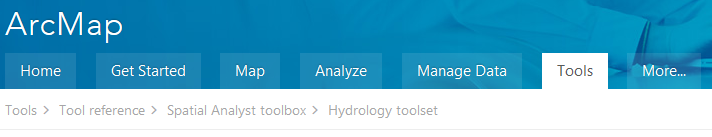 ArcMap
Home Get Started Map Analyze Manage Data Tools More...
Tools > Tool reference > Spatial Analyst toolbox > Hydrology toolset